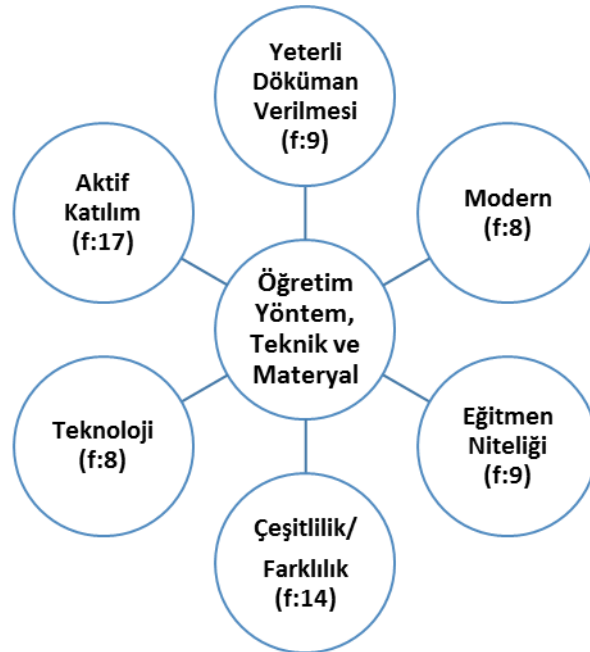 Yeterli
Döküman
Verilmesi
(f:9)
Aktif
Katılım
(f:17)
Modern
(f:8)
Öğretim
Yöntem,
Teknik ve
Materyal
Teknoloji
(f:8)
Eğitmen
Niteliği
(f:9)
Çeşitlilik/
Farklılık
(f:14)